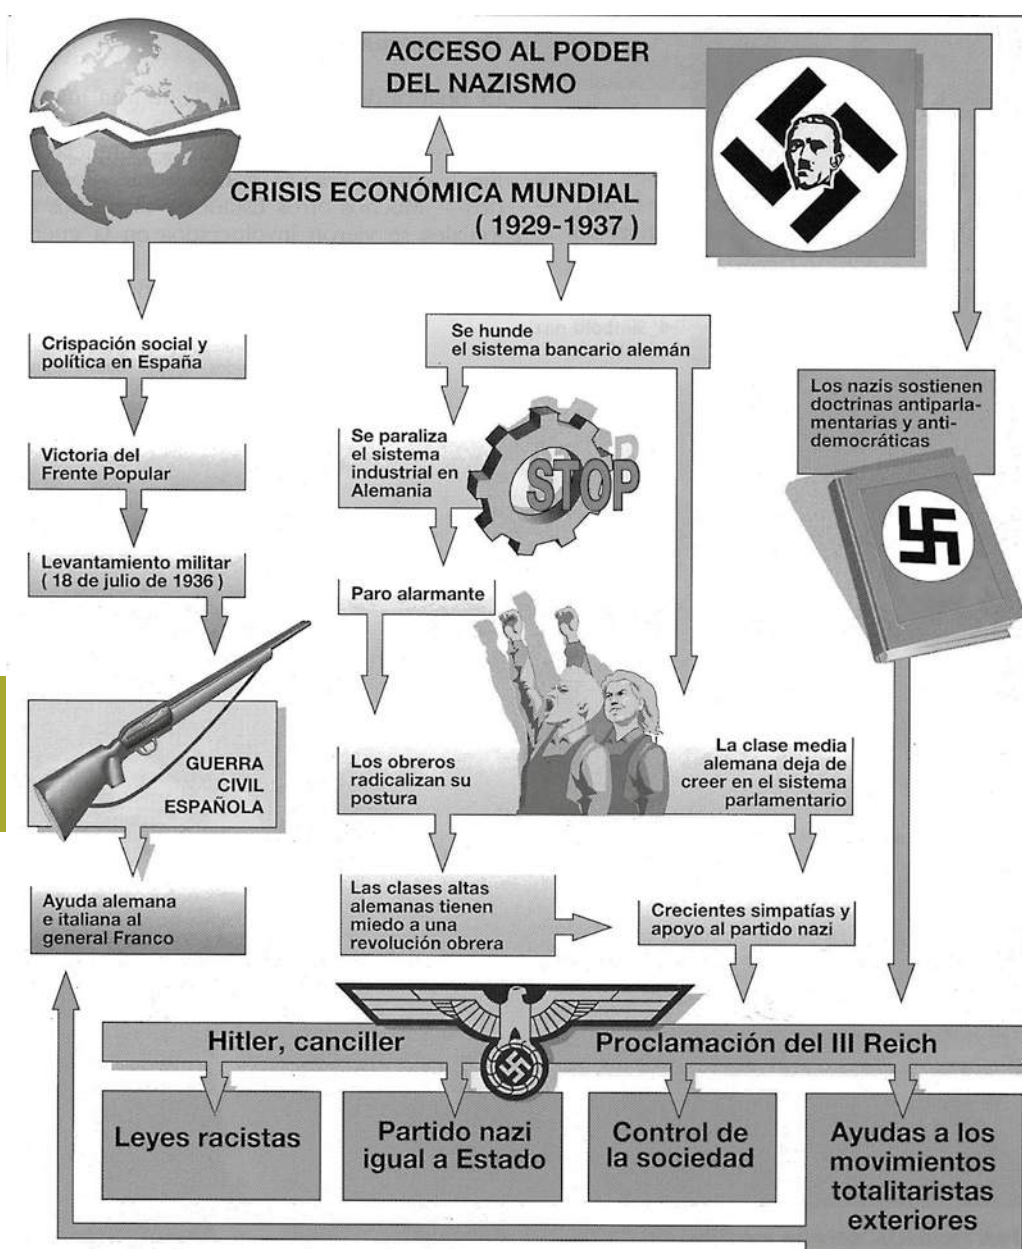 ACCESO AL PODER
DEL NAZISMO
CRISIS ECONÓMICA MUNDIAL
( 1929-1937 )
Crispación social y
política en España
Victoria del
Frente Popular
Levantamiento militar
( 18 de julio de 1936 )
GUERRA
CIVIL
ESPAÑOLA
Ayuda alemana
e italiana al
general Franco
Se hunde
el sistema bancario alemán
Se paraliza
el sistema
industrial en
Alemania
STOP
Paro alarmante
Los obreros
radicalizan su
postura
La clase media
alemana deja de
creer en el sistema
parlamentario
Las clases altas
alemanas tienen
miedo a una
revolución obrera
Crecientes simpatías y
apoyo al partido nazi
Los nazis sostienen
doctrinas antiparla-
mentarias y anti-
democráticas
Hitler, canciller
Proclamación del III Reich
Leyes racistas
Partido nazi
igual a Estado
Control de
la sociedad
Ayudas a los
movimientos
totalitaristas
exteriores